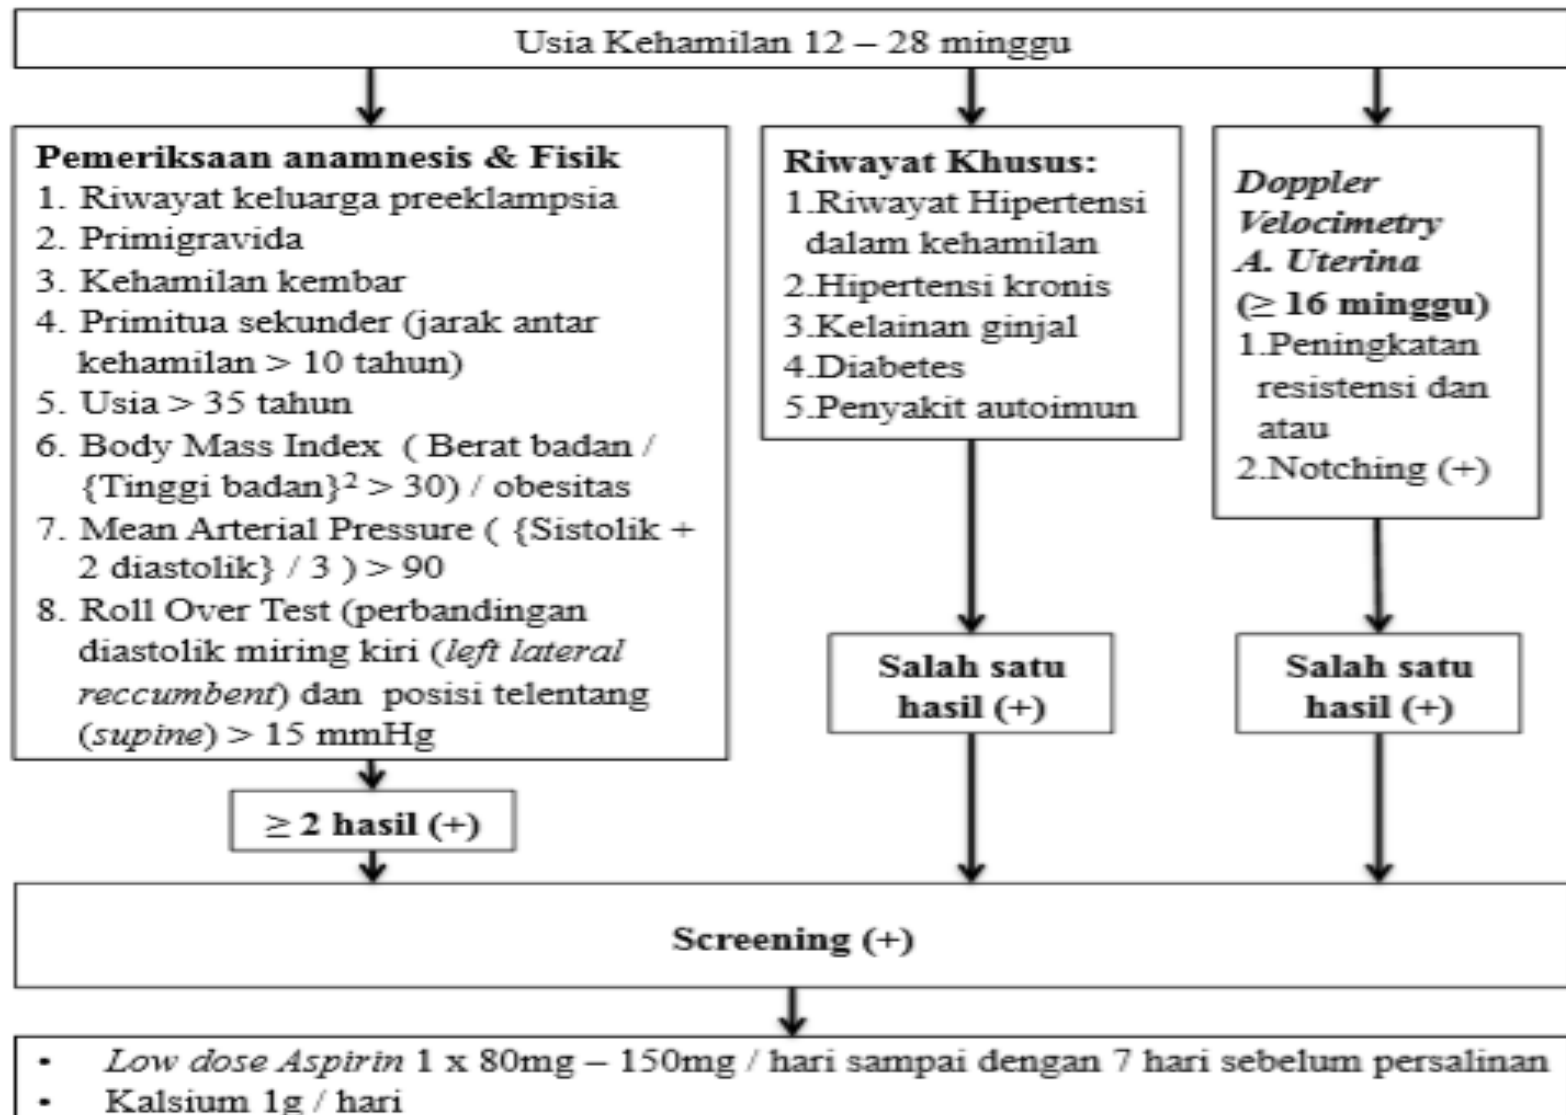 Usia Kehamilan 12 – 28 minggu
Pemeriksaan anamnesis & Fisik
1. Riwayat keluarga preeklampsia
2. Primigravida
3. Kehamilan kembar
4. Primitua sekunder (jarak antar
kehamilan > 10 tahun)
5. Usia > 35 tahun
6. Body Mass Index ( Berat badan /
{Tinggi badan}² > 30) / obesitas
7. Mean Arterial Pressure ( {Sistolik +
2 diastolik} / 3 ) > 90
8. Roll Over Test (perbandingan
diastolik miring kiri (left lateral
reccumbent) dan posisi telentang
(supine) > 15 mmHg
≥ 2 hasil (+)
Riwayat Khusus:
1.Riwayat Hipertensi
dalam kehamilan
2.Hipertensi kronis
3.Kelainan ginjal
4.Diabetes
5.Penyakit autoimun
Salah satu
hasil (+)
Doppler
Velocimetry
A. Uterina
(≥ 16 minggu)
1.Peningkatan
resistensi dan
atau
2.Notching (+)
Salah satu
hasil (+)
Screening (+)
• Low dose Aspirin 1 x 80mg – 150mg / hari sampai dengan 7 hari sebelum persalinan
• Kalsium 1g / hari